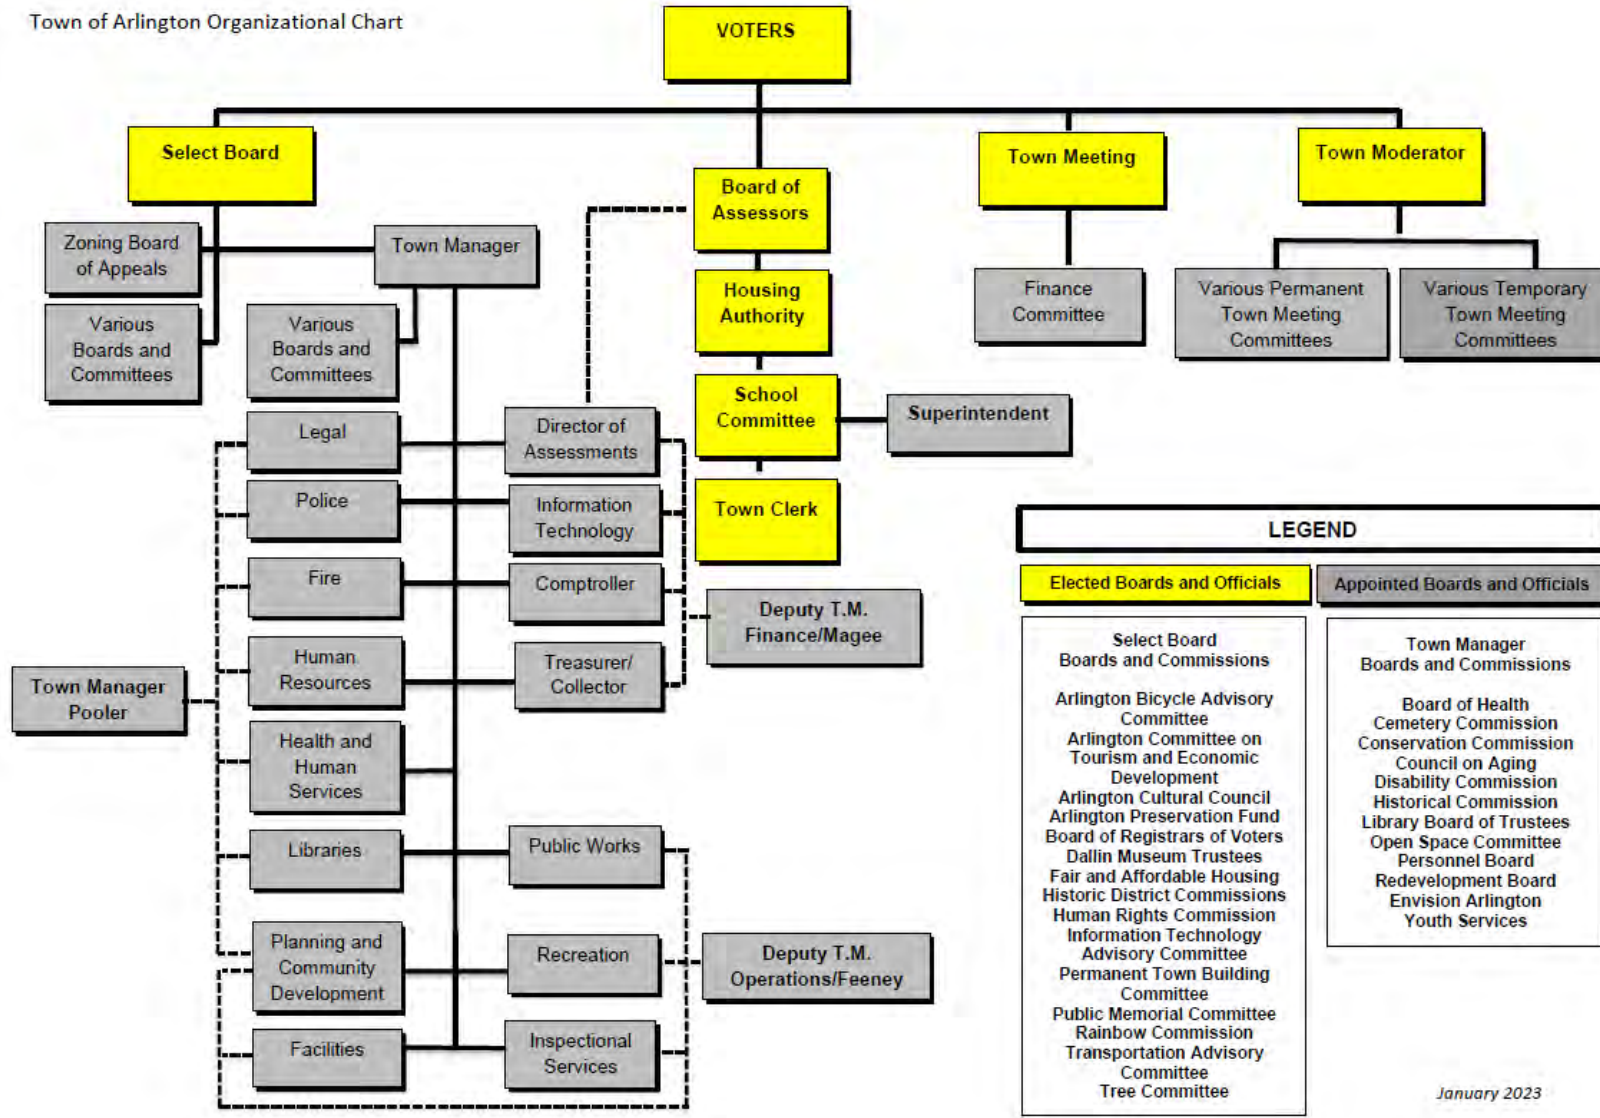 Town of Arlington Organizational Chart
VOTERS
Select Board
Town Meeting
Town Moderator
Board of
Assessors
Zoning Board
of Appeals
Town Manager
Housing
Authority
Finance
Committee
Various Permanent
Town Meeting
Committees
Various Temporary
Town Meeting
Committees
Various
Boards and
Committees
Various
Boards and
Committees
School
Committee
Superintendent
Legal
Director of
Assessments
Police
Information
Technology
Town Clerk
Fire
Comptroller
Deputy T.M.
Finance/Magee
Human
Resources
Treasurer/
Collector
Town Manager
Pooler
Health and
Human
Services
Libraries
Public Works
Planning and
Community
Development
Recreation
Deputy T.M.
Operations/Feeney
Facilities
Inspectional
Services
LEGEND
Elected Boards and Officials
Appointed Boards and Officials
Select Board
Boards and Commissions
Arlington Bicycle Advisory
Committee
Arlington Committee on
Tourism and Economic
Development
Arlington Cultural Council
Arlington Preservation Fund
Board of Registrars of Voters
Dallin Museum Trustees
Fair and Affordable Housing
Historic District Commissions
Human Rights Commission
Information Technology
Advisory Committee
Permanent Town Building
Committee
Public Memorial Committee
Rainbow Commission
Transportation Advisory
Committee
Tree Committee
Town Manager
Boards and Commissions
Board of Health
Cemetery Commission
Conservation Commission
Council on Aging
Disability Commission
Historical Commission
Library Board of Trustees
Open Space Committee
Personnel Board
Redevelopment Board
Envision Arlington
Youth Services
January 2023